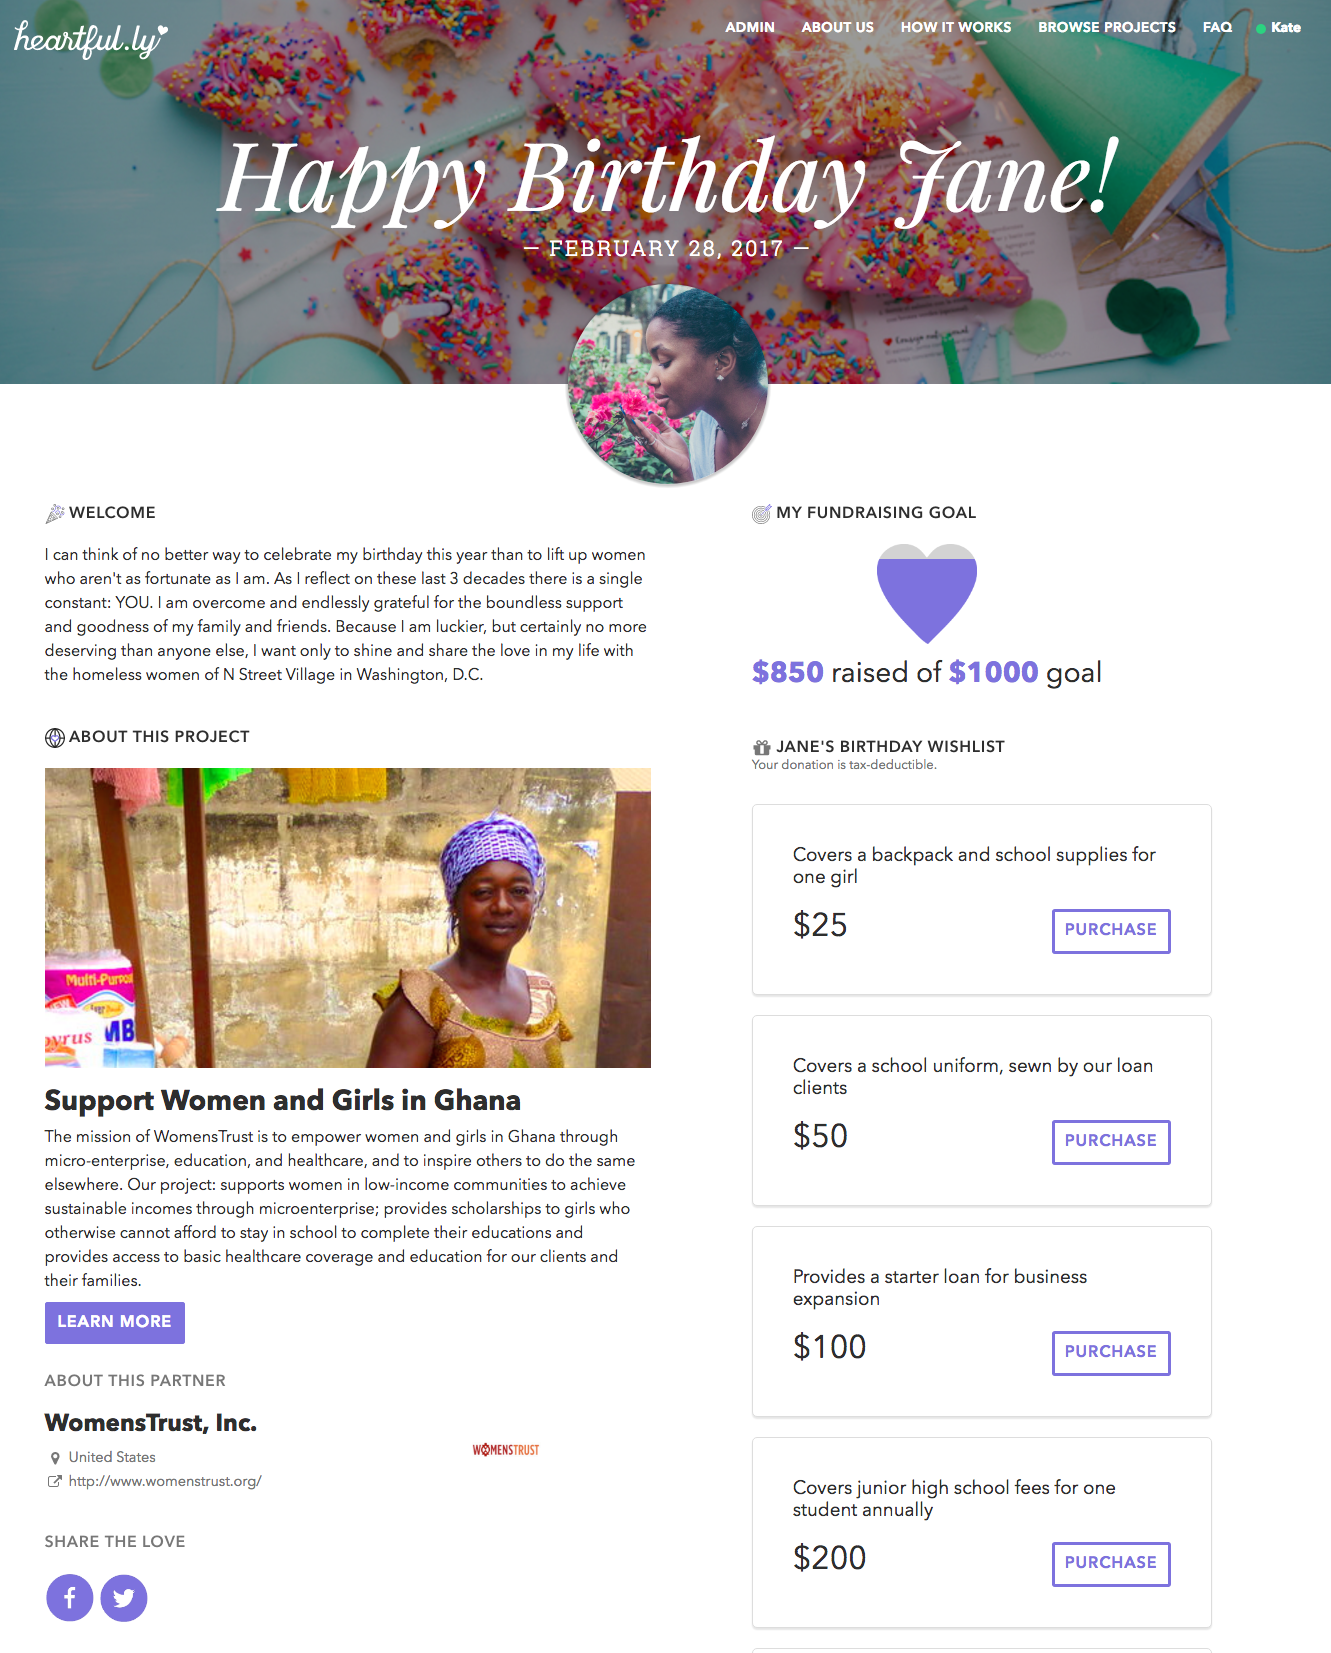 heartful.ly
ADMIN ABOUT US HOW IT WORKS BROWSE PROJECTS FAQ Kate
Happy Birthday Jane!
— FEBRUARY 28, 2017 —
WELCOME
I can think of no better way to celebrate my birthday this year than to lift up women
who aren't as fortunate as I am. As I reflect on these last 3 decades there is a single
constant: YOU. I am overcome and endlessly grateful for the boundless support
and goodness of my family and friends. Because I am luckier, but certainly no more
deserving than anyone else, I want only to shine and share the love in my life with
the homeless women of N Street Village in Washington, D.C.
ABOUT THIS PROJECT
Multi-Purpos
MB
Support Women and Girls in Ghana
The mission of WomensTrust is to empower women and girls in Ghana through
micro-enterprise, education, and healthcare, and to inspire others to do the same
elsewhere. Our project: supports women in low-income communities to achieve
sustainable incomes through microenterprise; provides scholarships to girls who
otherwise cannot afford to stay in school to complete their educations and
provides access to basic healthcare coverage and education for our clients and
their families.
LEARN MORE
ABOUT THIS PARTNER
WomensTrust, Inc.
United States
http://www.womenstrust.org/
WOMENSTRUST
SHARE THE LOVE
MY FUNDRAISING GOAL
$850 raised of $1000 goal
JANE'S BIRTHDAY WISHLIST
Your donation is tax-deductible.
Covers a backpack and school supplies for
one girl
$25
PURCHASE
Covers a school uniform, sewn by our loan
clients
$50
PURCHASE
Provides a starter loan for business
expansion
$100
PURCHASE
Covers junior high school fees for one
student annually
$200
PURCHASE